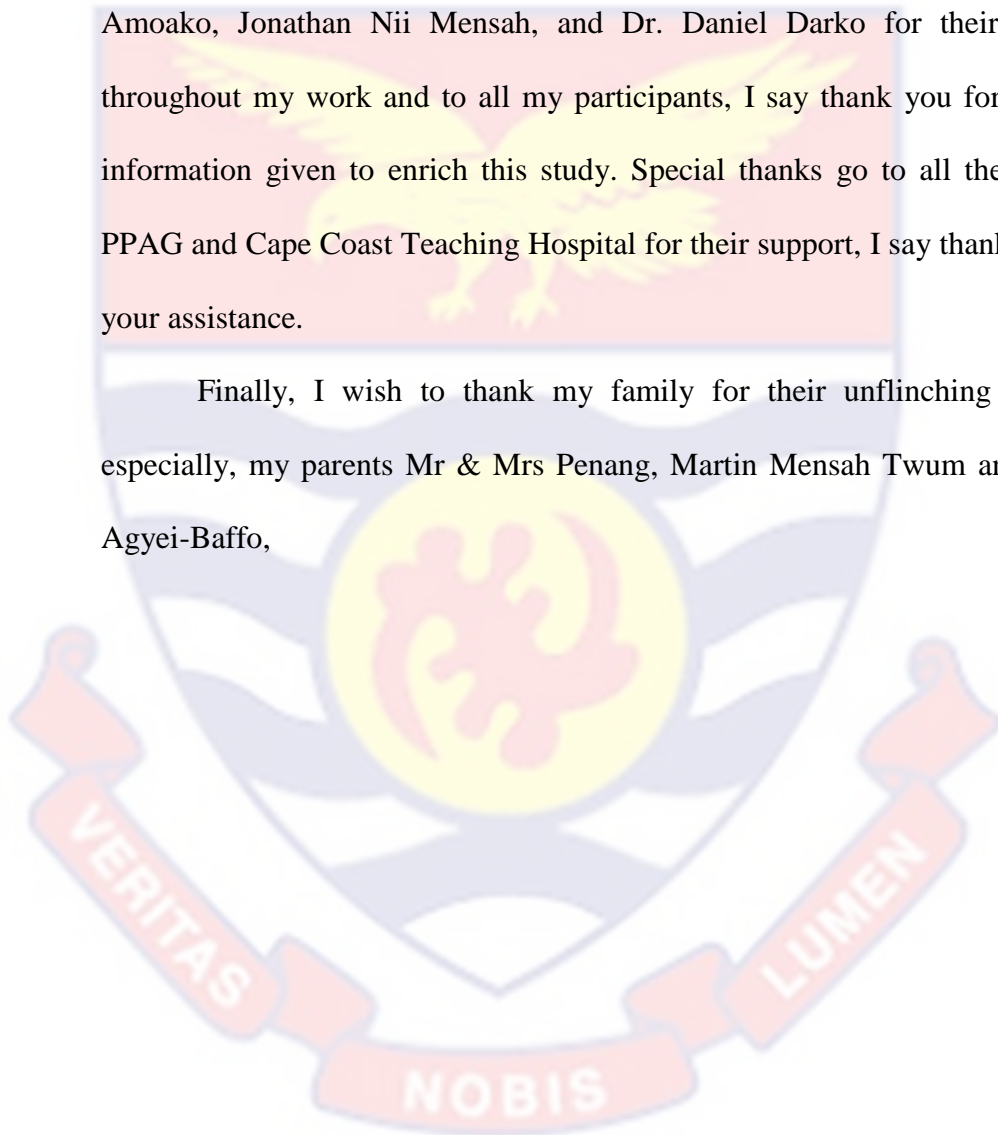 Amoako, Jonathan Nii Mensah, and Dr. Daniel Darko for their
throughout my work and to all my participants, I say thank you for
information given to enrich this study. Special thanks go to all the
PPAG and Cape Coast Teaching Hospital for their support, I say
your assistance.
Finally, I wish to thank my family for their unflinching
especially, my parents Mr & Mrs Penang, Martin Mensah Twum
Agyei-Baffo,
VERITAS
NOBIS
LUMEN